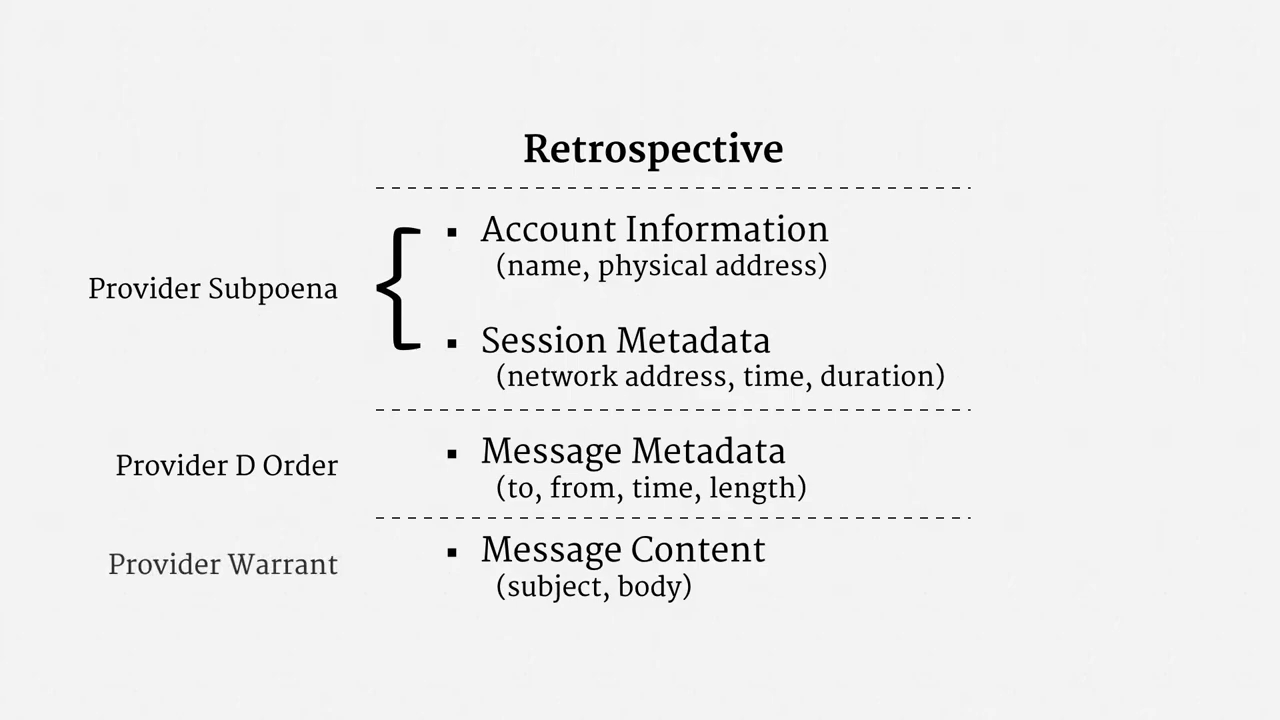 Retrospective
Provider Subpoena
▪ Account Information
(name, physical address)
▪ Session Metadata
(network address, time, duration)
Provider D Order
▪ Message Metadata
(to, from, time, length)
Provider Warrant
▪ Message Content
(subject, body)